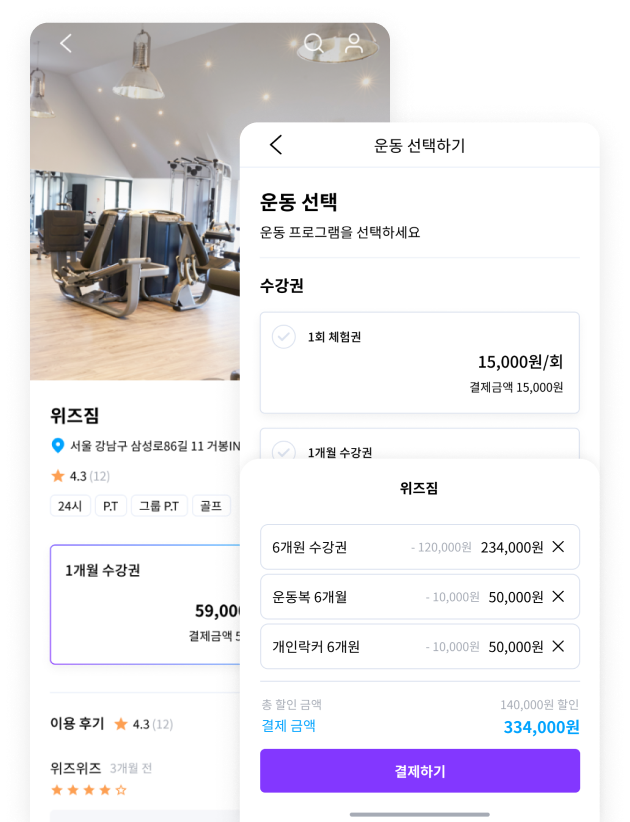 위즈짐
서울 강남구 삼성로86길 11 거봉IN
4.3 (12)
24시
P.T
그룹 P.T
골프
1개월 수강권
59,00
결제금액 5
이용 후기 4.3 (12)
위즈위즈 3개월 전
운동 선택하기
운동 선택
운동 프로그램을 선택하세요
수강권
1회 체험권
15,000원/회
결제금액 15,000원
1개월 수강권
위즈짐
6개원 수강권 - 120,000원 234,000원
운동복 6개월 - 10,000원 50,000원
개인락커 6개원 - 10,000원 50,000원
총 할인 금액 140,000원 할인
결제 금액 334,000원
결제하기